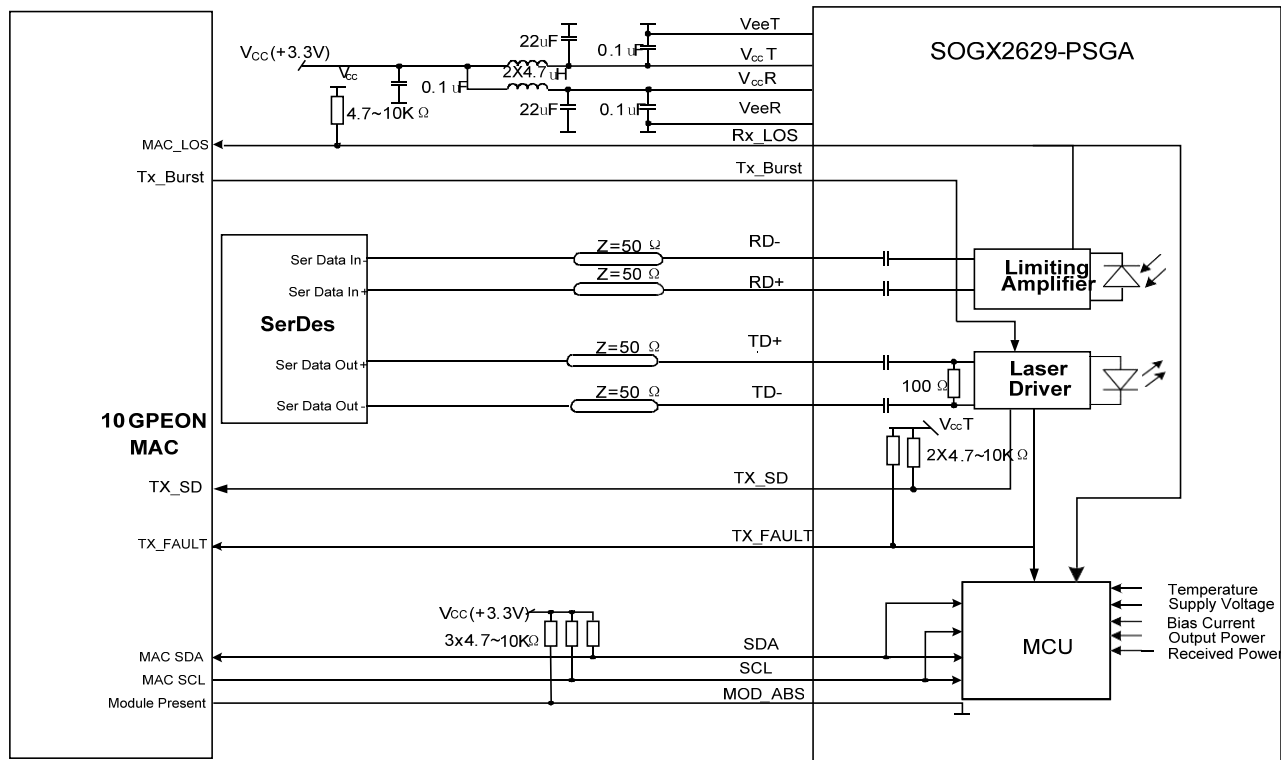 VeeT
SOGX2629-PSGA
22uF
0.1 uF
VCC(+3.3V)
Vcc T
Vcc
0.1 uF
2X4.7 uH
VccR
4.7~10K Ω
22uF
0.1uF
VeeR
MAC_LOS
Rx_LOS
Tx_Burst
Tx_Burst
Ser Data In-
Z=50 Ω
RD-
Limiting
Amplifier
Ser Data In+
Z=50 Ω
RD+
SerDes
Ser Data Out+
Z=50 Ω
TD+
Laser
Driver
100 Ω
Ser Data Out-
Z=50 Ω
TD-
10GPEON
MAC
VccT
2X4.7~10K Ω
TX_SD
TX_SD
TX_FAULT
TX_FAULT
Temperature
Supply Voltage
Bias Current
Output Power
Received Power
VCC(+3.3V)
3x4.7~10KΩ
MCU
MAC SDA
SDA
MAC SCL
SCL
Module Present
MOD_ABS